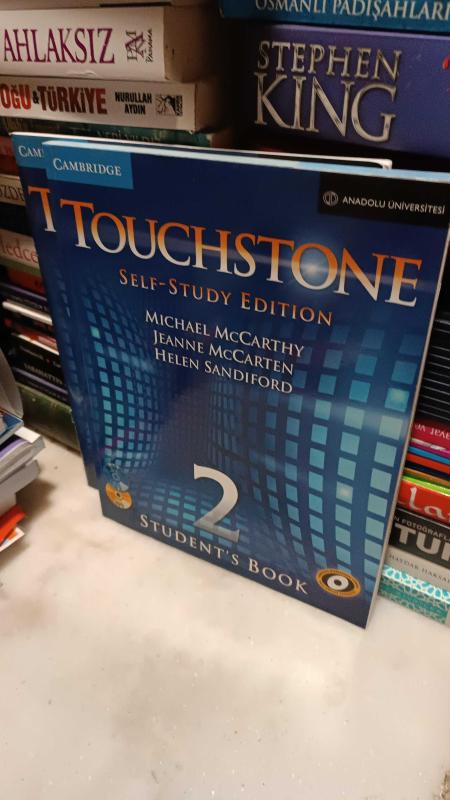 OSMANLI PADİŞAHLARI
AHLAKSIZ
STEPHEN
KING
OĞU & TÜRKİYE
NURULLAH
AYDIN
CAMBRIDGE
ANADOLU ÜNİVERSİTESİ
TOUCHSTONE
SELF-STUDY EDITION
MICHAEL MCCARTHY
JEANNE MCCARTEN
HELEN SANDIFORD
2
STUDENT'S BOOK